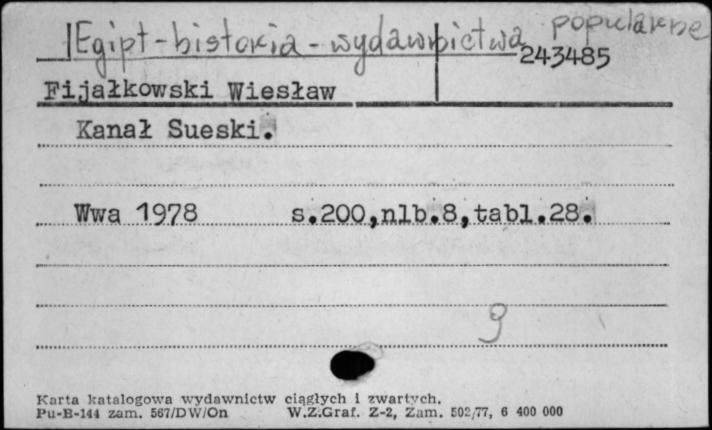 Egipt - historia - wydawnictwa popularne
243485
Fijałkowski Wiesław
Kanał Sueski.
Wwa 1978 s.200,nlb.8,tabl.28.
9
Karta katalogowa wydawnictw ciągłych i zwartych.
Pu-B-144 zam. 567/DW/On W.Z.Graf. Z-2, Zam. 502/77, 6 400 000